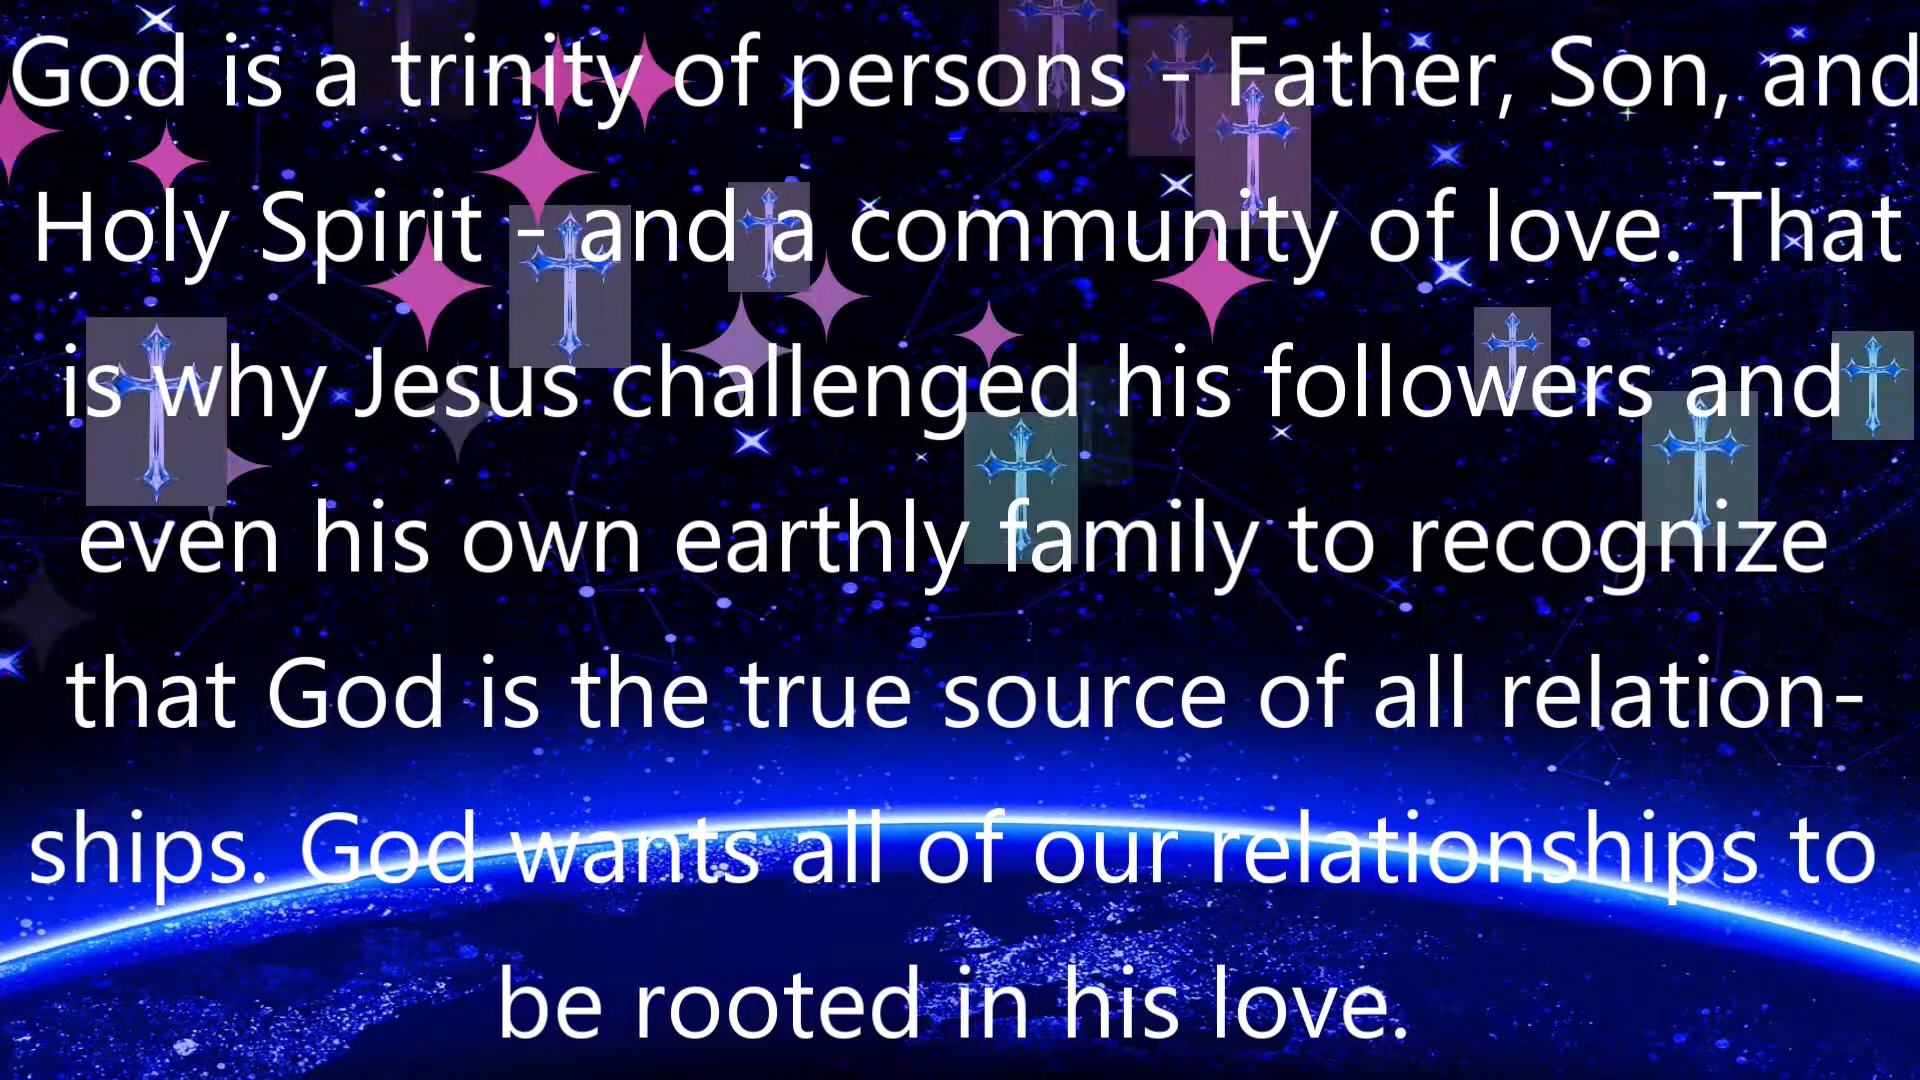 God is a trinity of persons - Father, Son, and
Holy Spirit - and a community of love. That
is why Jesus challenged his followers and
even his own earthly family to recognize
that God is the true source of all relation-
ships. God wants all of our relationships to
be rooted in his love.